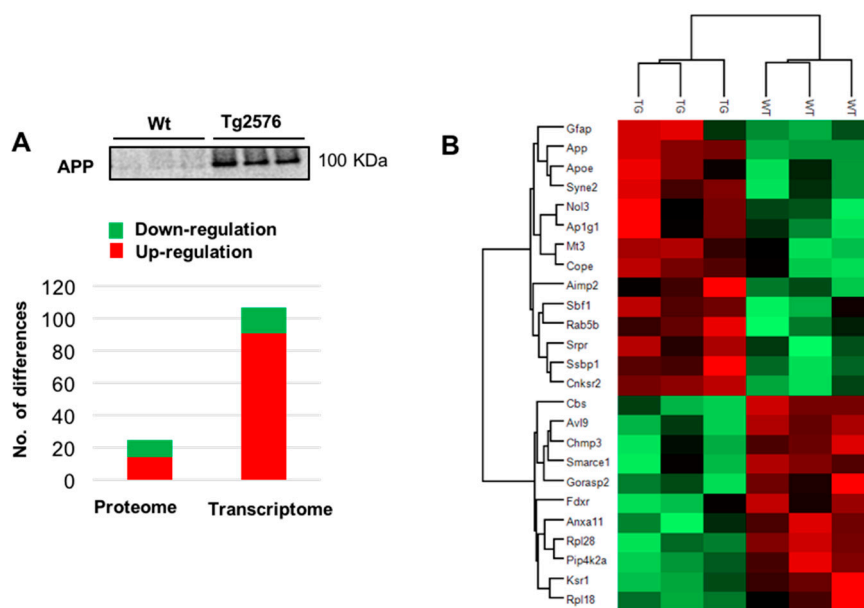 A
Wt Tg2576
APP 100 KDa
Down-regulation
Up-regulation
No. of differences
120
100
80
60
40
20
0
Proteome Transcriptome
B
TG TG TG WT WT WT
Gfap
App
Apoe
Syne2
Nol3
Ap1g1
Mt3
Cope
Aimp2
Sbf1
Rab5b
Srpr
Ssbp1
Cnksr2
Cbs
Avl9
Chmp3
Smarce1
Gorasp2
Fdxr
Anxa11
Rpl28
Pip4k2a
Ksr1
Rpl18